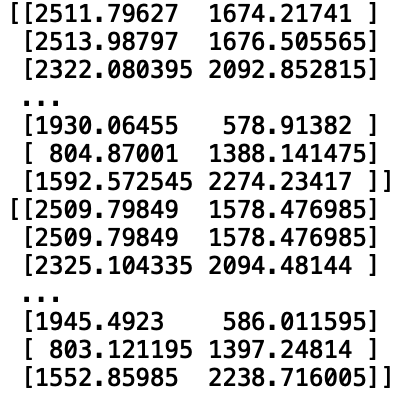 [[2511.79627  1674.21741 ]
 [2513.98797  1676.505565]
 [2322.080395 2092.852815]
 ...
 [1930.06455   578.91382 ]
 [ 804.87001  1388.141475]
 [1592.572545 2274.23417 ]]
[[2509.79849  1578.476985]
 [2509.79849  1578.476985]
 [2325.104335 2094.48144 ]
 ...
 [1945.4923    586.011595]
 [ 803.121195 1397.24814 ]
 [1552.85985  2238.716005]]